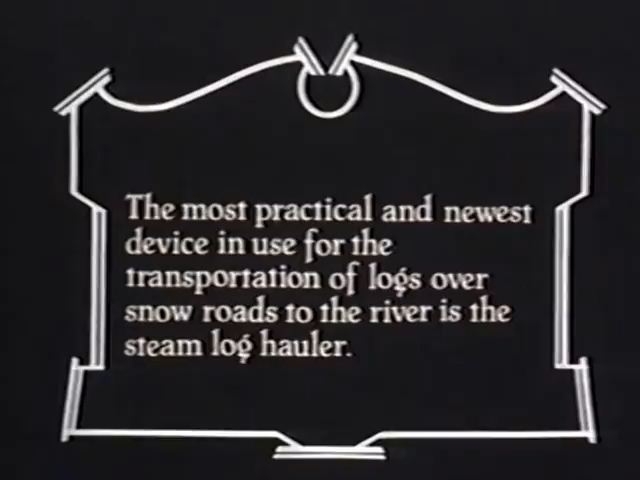 The most practical and newest
device in use for the
transportation of logs over
snow roads to the river is the
steam log hauler.